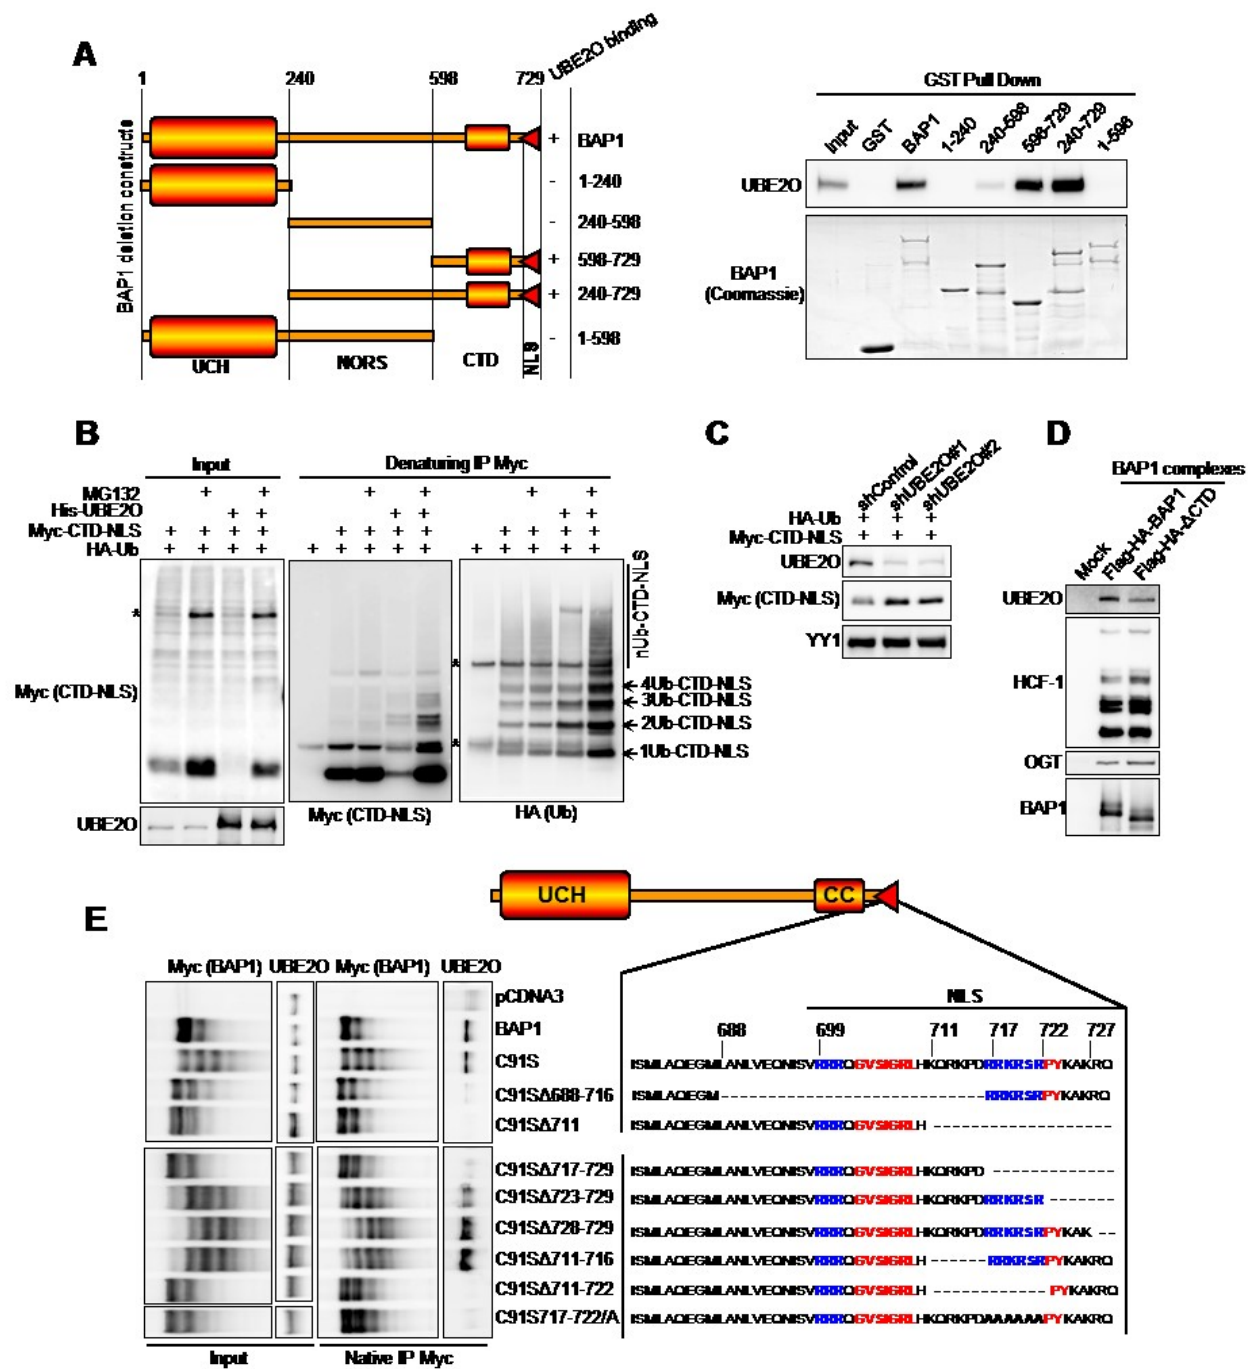 A
1 240 598 729 UBE2O binding
BAP1 deletion constructs
+ BAP1
- 1-240
- 240-598
+ 598-729
+ 240-729
- 1-598
UCH NORS CTD NLS
GST Pull Down
Input GST BAP1 1-240 240-598 598-729 240-729 1-598
UBE2O
BAP1
(Coomassie)
B
Input Denaturing IP Myc
MG132 + + + + + +
His-UBE2O + + + + + +
Myc-CTD-NLS + + + + + + + + + + + +
HA-Ub + + + + + + + + + + + + + +
*
*
*
Myc (CTD-NLS)
nUb-CTD-NLS
4Ub-CTD-NLS
3Ub-CTD-NLS
2Ub-CTD-NLS
1Ub-CTD-NLS
Myc (CTD-NLS) HA (Ub)
UBE2O
C
shControl shUBE2O#1 shUBE2O#2
HA-Ub + + +
Myc-CTD-NLS + + +
UBE2O
Myc (CTD-NLS)
YY1
D
BAP1 complexes
Mock Flag-HA-BAP1 Flag-HA-ΔCTD
UBE2O
HCF-1
OGT
BAP1
E
UCH CC
Myc (BAP1) UBE2O Myc (BAP1) UBE2O
pCDNA3
BAP1
C91S
C91SΔ688-716
C91SΔ711
C91SΔ717-729
C91SΔ723-729
C91SΔ728-729
C91SΔ711-716
C91SΔ711-722
C91S717-722/A
Input Native IP Myc
NLS
688 699 711 717 722 727
ISMLAQEGMLANLVEQNISVRRRQGVSIGRLHKQRKPDRRKRSRPYKAKRQ
ISMLAQEGM---------------------------RRKRSRPYKAKRQ
ISMLAQEGMLANLVEQNISVRRRQGVSIGRLH------------------
ISMLAQEGMLANLVEQNISVRRRQGVSIGRLHKQRKPD------------
ISMLAQEGMLANLVEQNISVRRRQGVSIGRLHKQRKPDRRKRSR-------
ISMLAQEGMLANLVEQNISVRRRQGVSIGRLHKQRKPDRRKRSRPYKAK--
ISMLAQEGMLANLVEQNISVRRRQGVSIGRLH------RRKRSRPYKAKRQ
ISMLAQEGMLANLVEQNISVRRRQGVSIGRLH------------PYKAKRQ
ISMLAQEGMLANLVEQNISVRRRQGVSIGRLHKQRKPDAAAAAAPYKAKRQ